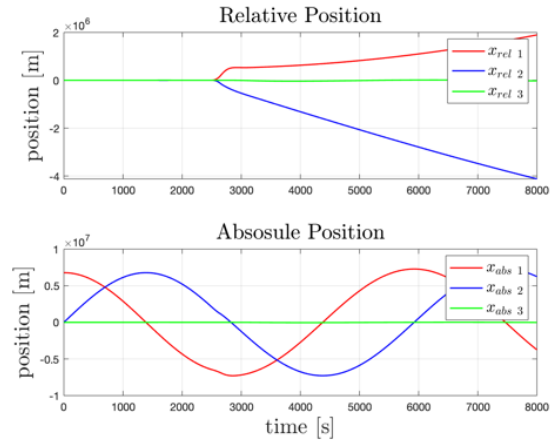 Relative Position
×10⁶
position [m]
2
0
-2
-4
x_rel 1
x_rel 2
x_rel 3
0 1000 2000 3000 4000 5000 6000 7000 8000
Absosule Position
×10⁷
position [m]
1
0.5
0
-0.5
-1
x_abs 1
x_abs 2
x_abs 3
0 1000 2000 3000 4000 5000 6000 7000 8000
time [s]